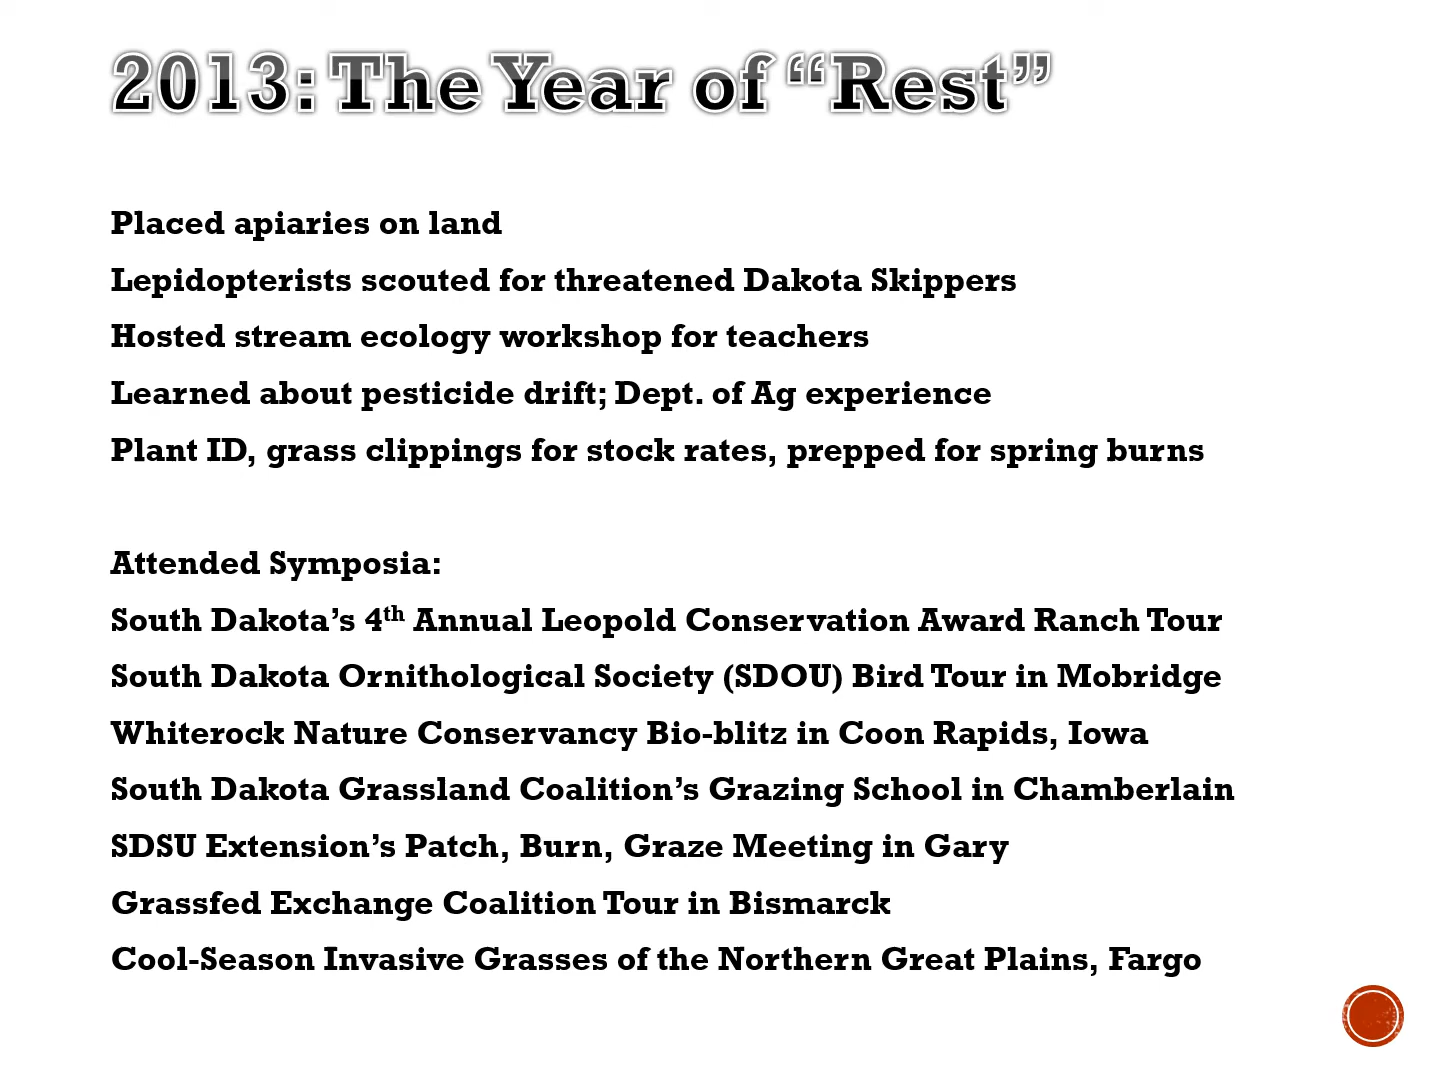 2013: The Year of “Rest”
Placed apiaries on land
Lepidopterists scouted for threatened Dakota Skippers
Hosted stream ecology workshop for teachers
Learned about pesticide drift; Dept. of Ag experience
Plant ID, grass clippings for stock rates, prepped for spring burns
Attended Symposia:
South Dakota’s 4th Annual Leopold Conservation Award Ranch Tour
South Dakota Ornithological Society (SDOU) Bird Tour in Mobridge
Whiterock Nature Conservancy Bio-blitz in Coon Rapids, Iowa
South Dakota Grassland Coalition’s Grazing School in Chamberlain
SDSU Extension’s Patch, Burn, Graze Meeting in Gary
Grassfed Exchange Coalition Tour in Bismarck
Cool-Season Invasive Grasses of the Northern Great Plains, Fargo